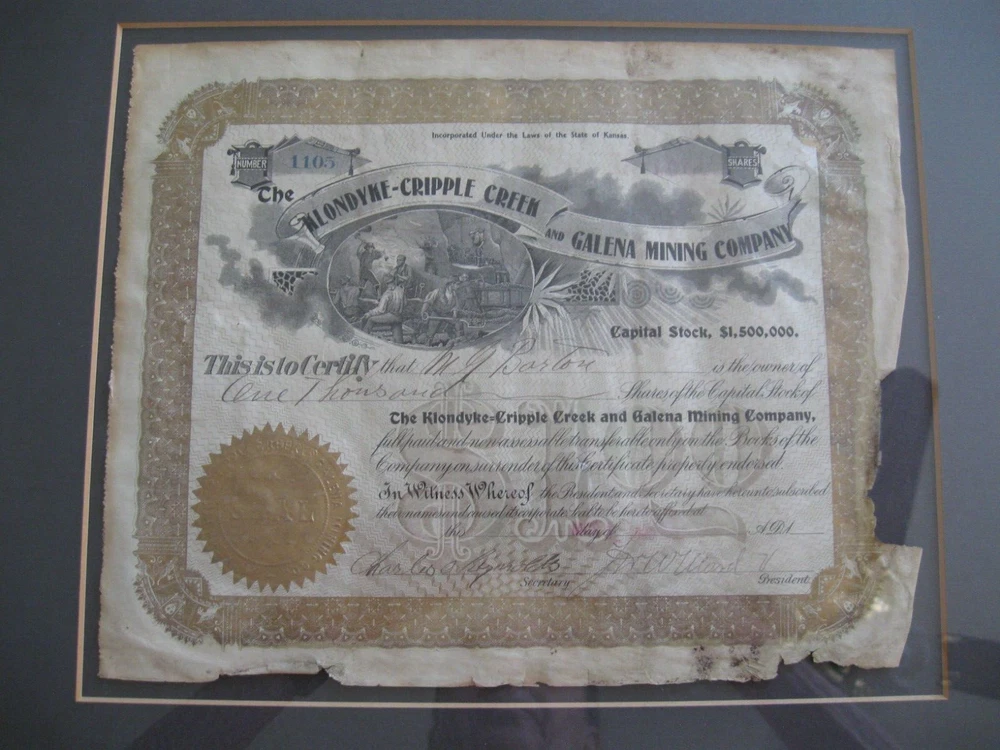 Incorporated Under the Laws of the State of Kansas.
NUMBER 1105 SHARES
The KLONDYKE-CRIPPLE CREEK
AND GALENA MINING COMPANY
Capital Stock, $1,500,000.
This is to Certify that M J Barton is the owner of
One Thousand Shares of the Capital Stock of
The Klondyke-Cripple Creek and Galena Mining Company,
full paid and non assessable transferable only on the Books of the
Company on surrender of this Certificate properly endorsed.
In Witness Whereof the President and Secretary have hereunto subscribed
their names and caused its corporate seal to be hereto affixed at
this day of A.D.1
Secretary President